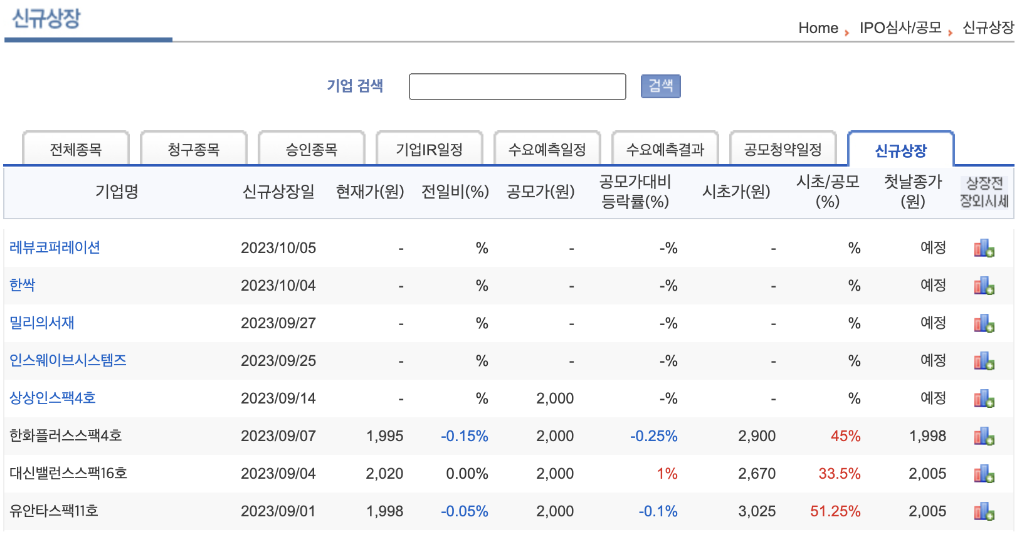 신규상장
Home IPO심사/공모 신규상장
기업 검색 검색
전체종목 청구종목 승인종목 기업IR일정 수요예측일정 수요예측결과 공모청약일정 신규상장
기업명 신규상장일 현재가(원) 전일비(%) 공모가(원) 공모가대비 등락률(%) 시초가(원) 시초/공모 (%) 첫날종가 (원) 상장전 장외시세
레뷰코퍼레이션 2023/10/05 - % - -% - % 예정
한싹 2023/10/04 - % - -% - % 예정
밀리의서재 2023/09/27 - % - -% - % 예정
인스웨이브시스템즈 2023/09/25 - % - -% - % 예정
상상인스팩4호 2023/09/14 - % 2,000 -% - % 예정
한화플러스스팩4호 2023/09/07 1,995 -0.15% 2,000 -0.25% 2,900 45% 1,998
대신밸런스스팩16호 2023/09/04 2,020 0.00% 2,000 1% 2,670 33.5% 2,005
유안타스팩11호 2023/09/01 1,998 -0.05% 2,000 -0.1% 3,025 51.25% 2,005